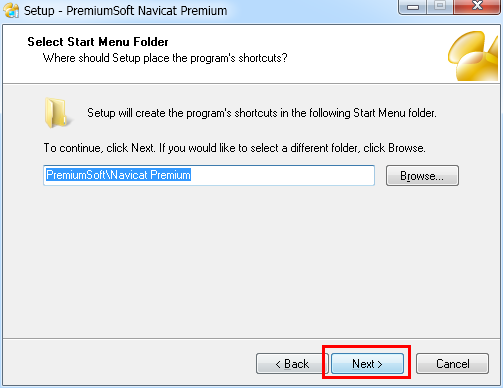 Setup - PremiumSoft Navicat Premium
Select Start Menu Folder
Where should Setup place the program's shortcuts?
Setup will create the program's shortcuts in the following Start Menu folder.
To continue, click Next. If you would like to select a different folder, click Browse.
PremiumSoft\Navicat Premium
Browse...
< Back
Next >
Cancel